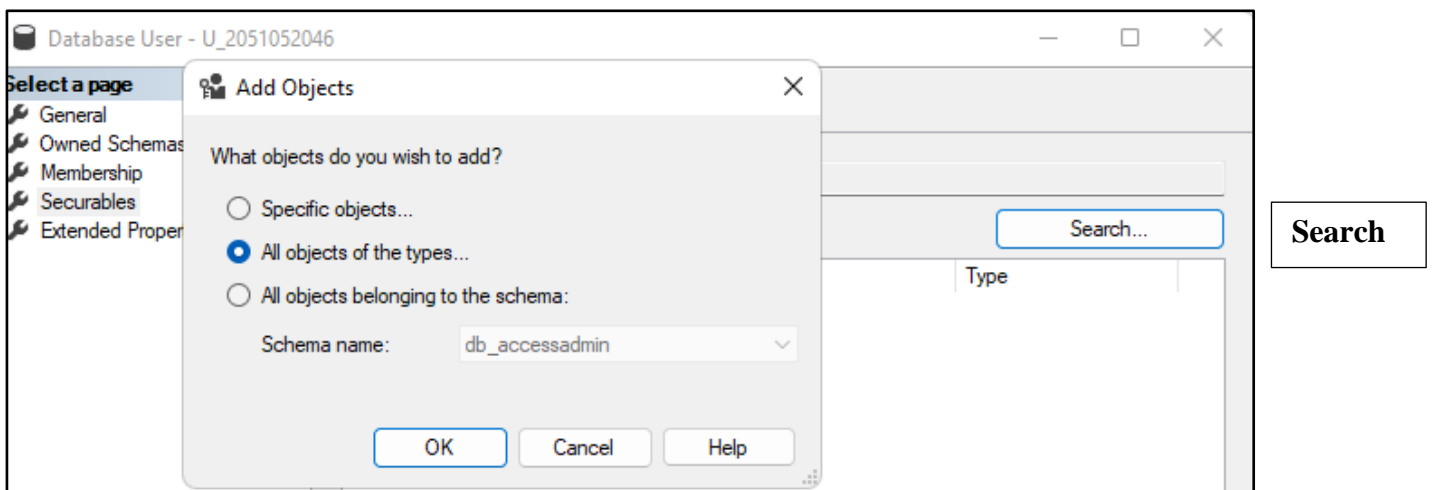 Database User - U_2051052046
Select a page
General
Owned Schemas
Membership
Securables
Extended Proper
Add Objects
What objects do you wish to add?
Specific objects...
All objects of the types...
All objects belonging to the schema:
Schema name: db_accessadmin
OK Cancel Help
Search...
Type
Search